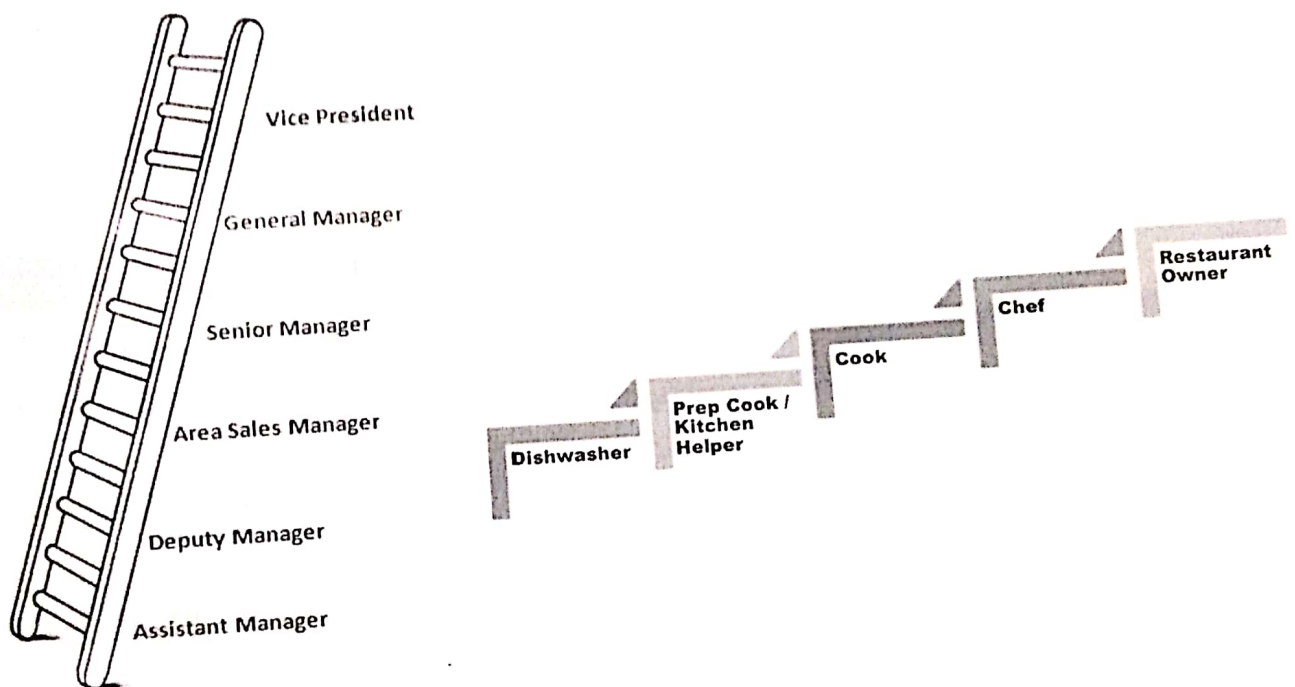 Vice President
General Manager
Senior Manager
Area Sales Manager
Deputy Manager
Assistant Manager
Dishwasher
Prep Cook /
Kitchen
Helper
Cook
Chef
Restaurant
Owner